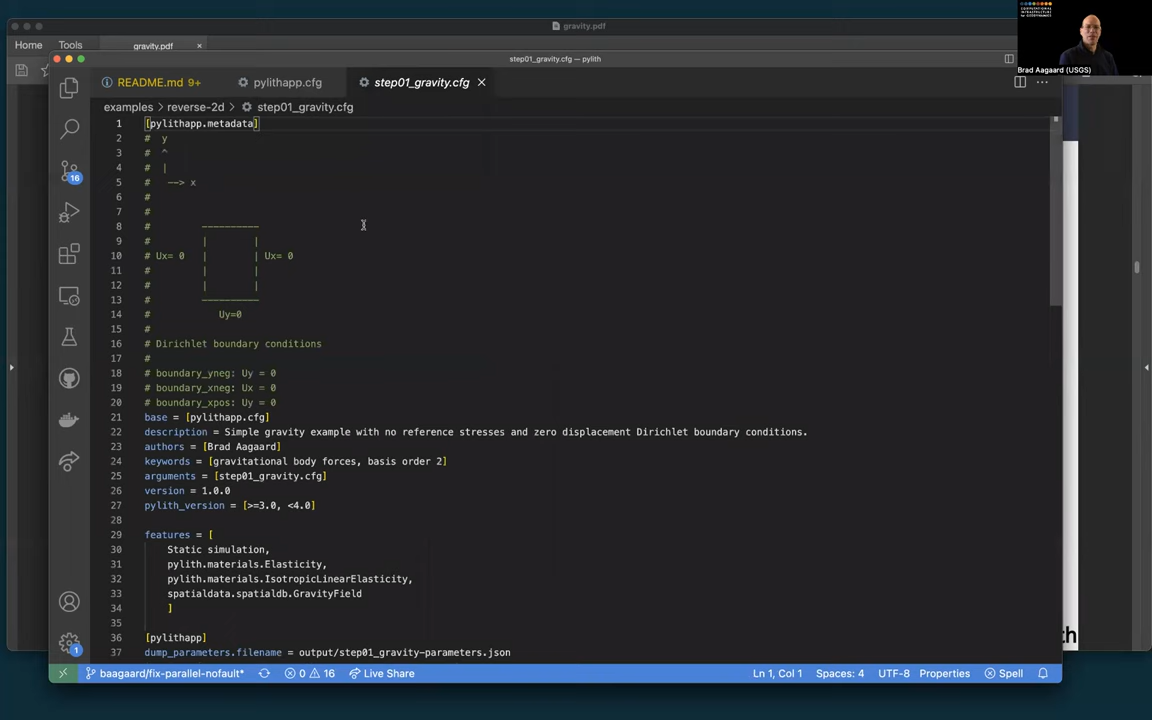 gravity.pdf
Home Tools gravity.pdf ×
step01_gravity.cfg — pylith
COMPUTATIONAL
INFRASTRUCTURE
for GEODYNAMICS
Brad Aagaard (USGS)
README.md 9+ pylithapp.cfg step01_gravity.cfg ×
examples > reverse-2d > step01_gravity.cfg
1 [pylithapp.metadata]
2 # y
3 # ^
4 # |
5 # --> x
6 #
7 #
8 # ----------
9 # | |
10 # Ux= 0 | | Ux= 0
11 # | |
12 # | |
13 # ----------
14 # Uy=0
15 #
16 # Dirichlet boundary conditions
17 #
18 # boundary_yneg: Uy = 0
19 # boundary_xneg: Ux = 0
20 # boundary_xpos: Uy = 0
21 base = [pylithapp.cfg]
22 description = Simple gravity example with no reference stresses and zero displacement Dirichlet boundary conditions.
23 authors = [Brad Aagaard]
24 keywords = [gravitational body forces, basis order 2]
25 arguments = [step01_gravity.cfg]
26 version = 1.0.0
27 pylith_version = [>=3.0, <4.0]
28
29 features = [
30 Static simulation,
31 pylith.materials.Elasticity,
32 pylith.materials.IsotropicLinearElasticity,
33 spatialdata.spatialdb.GravityField
34 ]
35
36 [pylithapp]
37 dump_parameters.filename = output/step01_gravity-parameters.json
16
1
th
baagaard/fix-parallel-nofault* 0 16 Live Share Ln 1, Col 1 Spaces: 4 UTF-8 Properties Spell